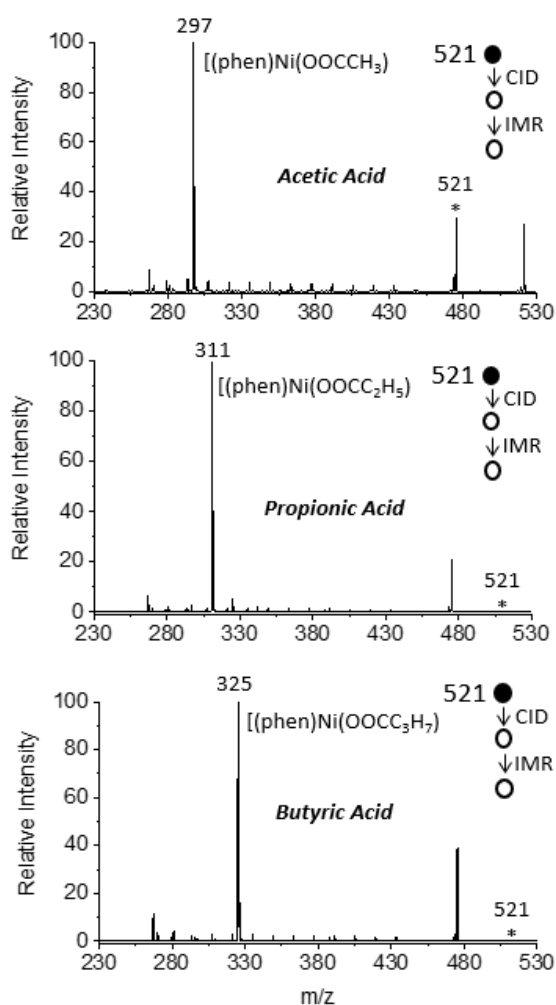 297
[(phen)Ni(OOCCH₃)
521
CID
IMR
Acetic Acid
521
*
Relative Intensity
100
80
60
40
20
0
230 280 330 380 430 480 530
311
[(phen)Ni(OOCC₂H₅)
521
CID
IMR
Propionic Acid
521
*
Relative Intensity
100
80
60
40
20
0
230 280 330 380 430 480 530
325
[(phen)Ni(OOCC₃H₇)
521
CID
IMR
Butyric Acid
521
*
Relative Intensity
100
80
60
40
20
0
230 280 330 380 430 480 530
m/z